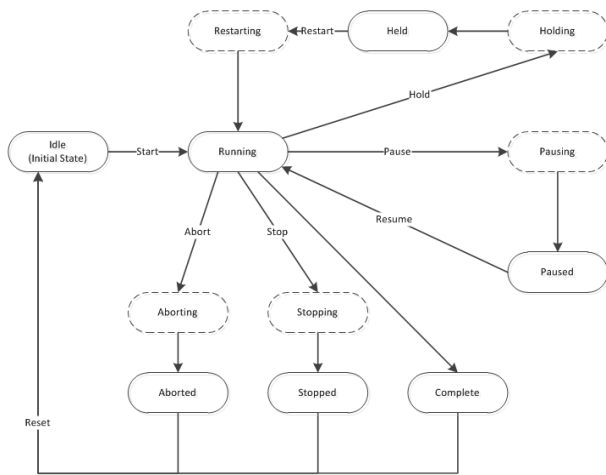 Restarting
Restart
Held
Holding
Hold
Idle
(Initial State)
Start
Running
Pause
Pausing
Resume
Paused
Abort
Stop
Aborting
Stopping
Aborted
Stopped
Complete
Reset